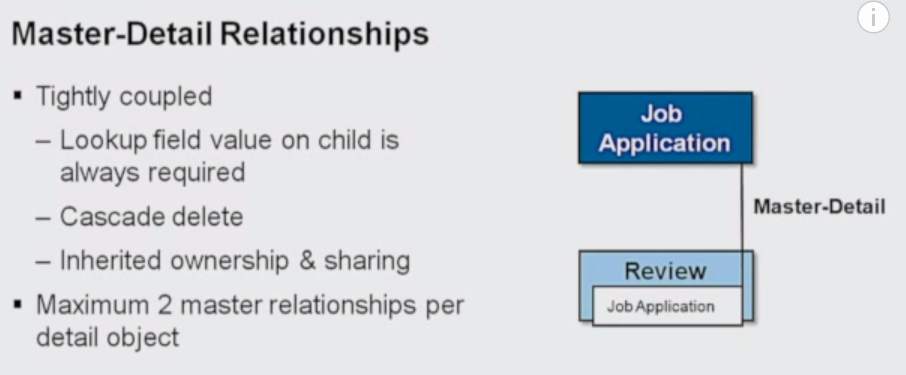 Master-Detail Relationships
▪ Tightly coupled
– Lookup field value on child is
always required
– Cascade delete
– Inherited ownership & sharing
▪ Maximum 2 master relationships per
detail object
Job
Application
Master-Detail
Review
Job Application
i